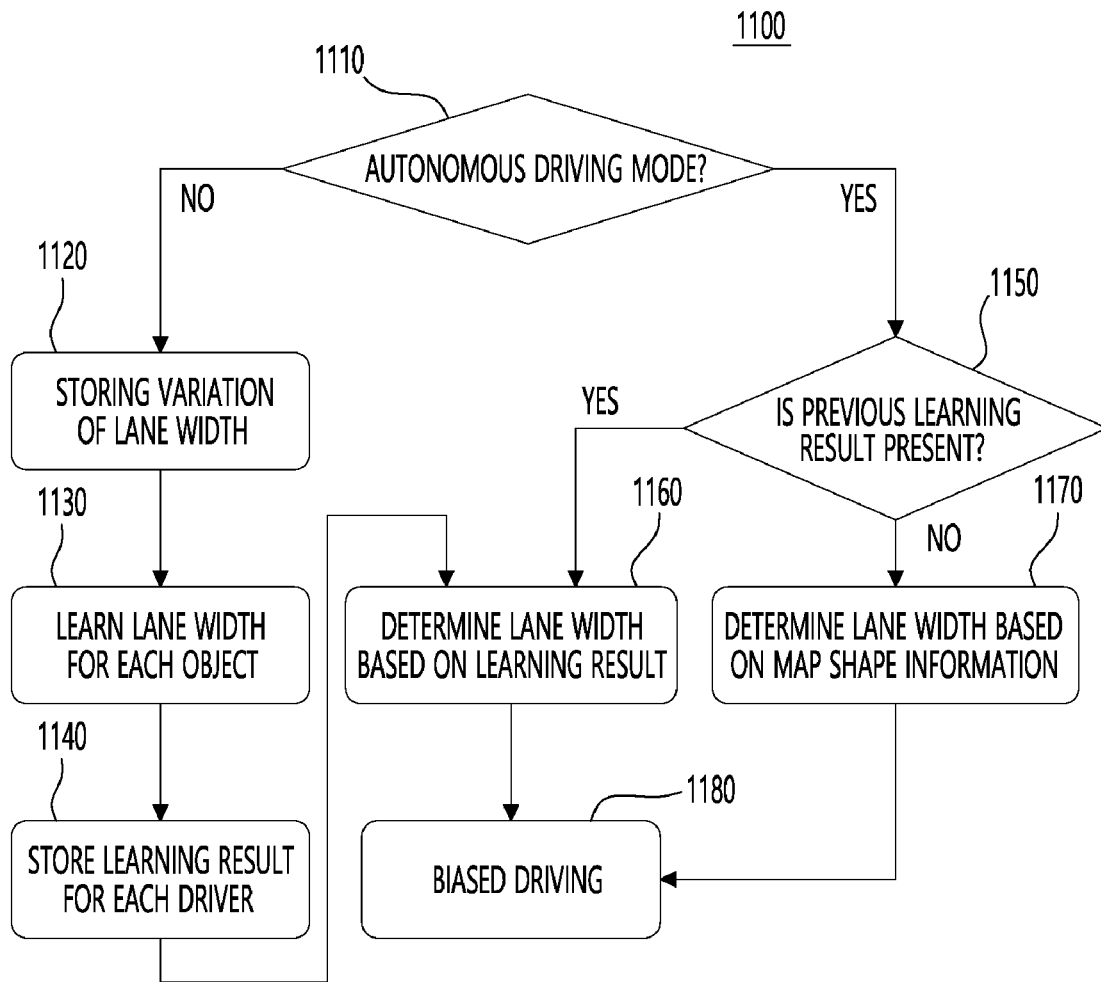 1100
1110
AUTONOMOUS DRIVING MODE?
NO
YES
1120
STORING VARIATION
OF LANE WIDTH
1150
IS PREVIOUS LEARNING
RESULT PRESENT?
YES
NO
1130
LEARN LANE WIDTH
FOR EACH OBJECT
1160
DETERMINE LANE WIDTH
BASED ON LEARNING RESULT
1170
DETERMINE LANE WIDTH BASED
ON MAP SHAPE INFORMATION
1140
STORE LEARNING RESULT
FOR EACH DRIVER
1180
BIASED DRIVING